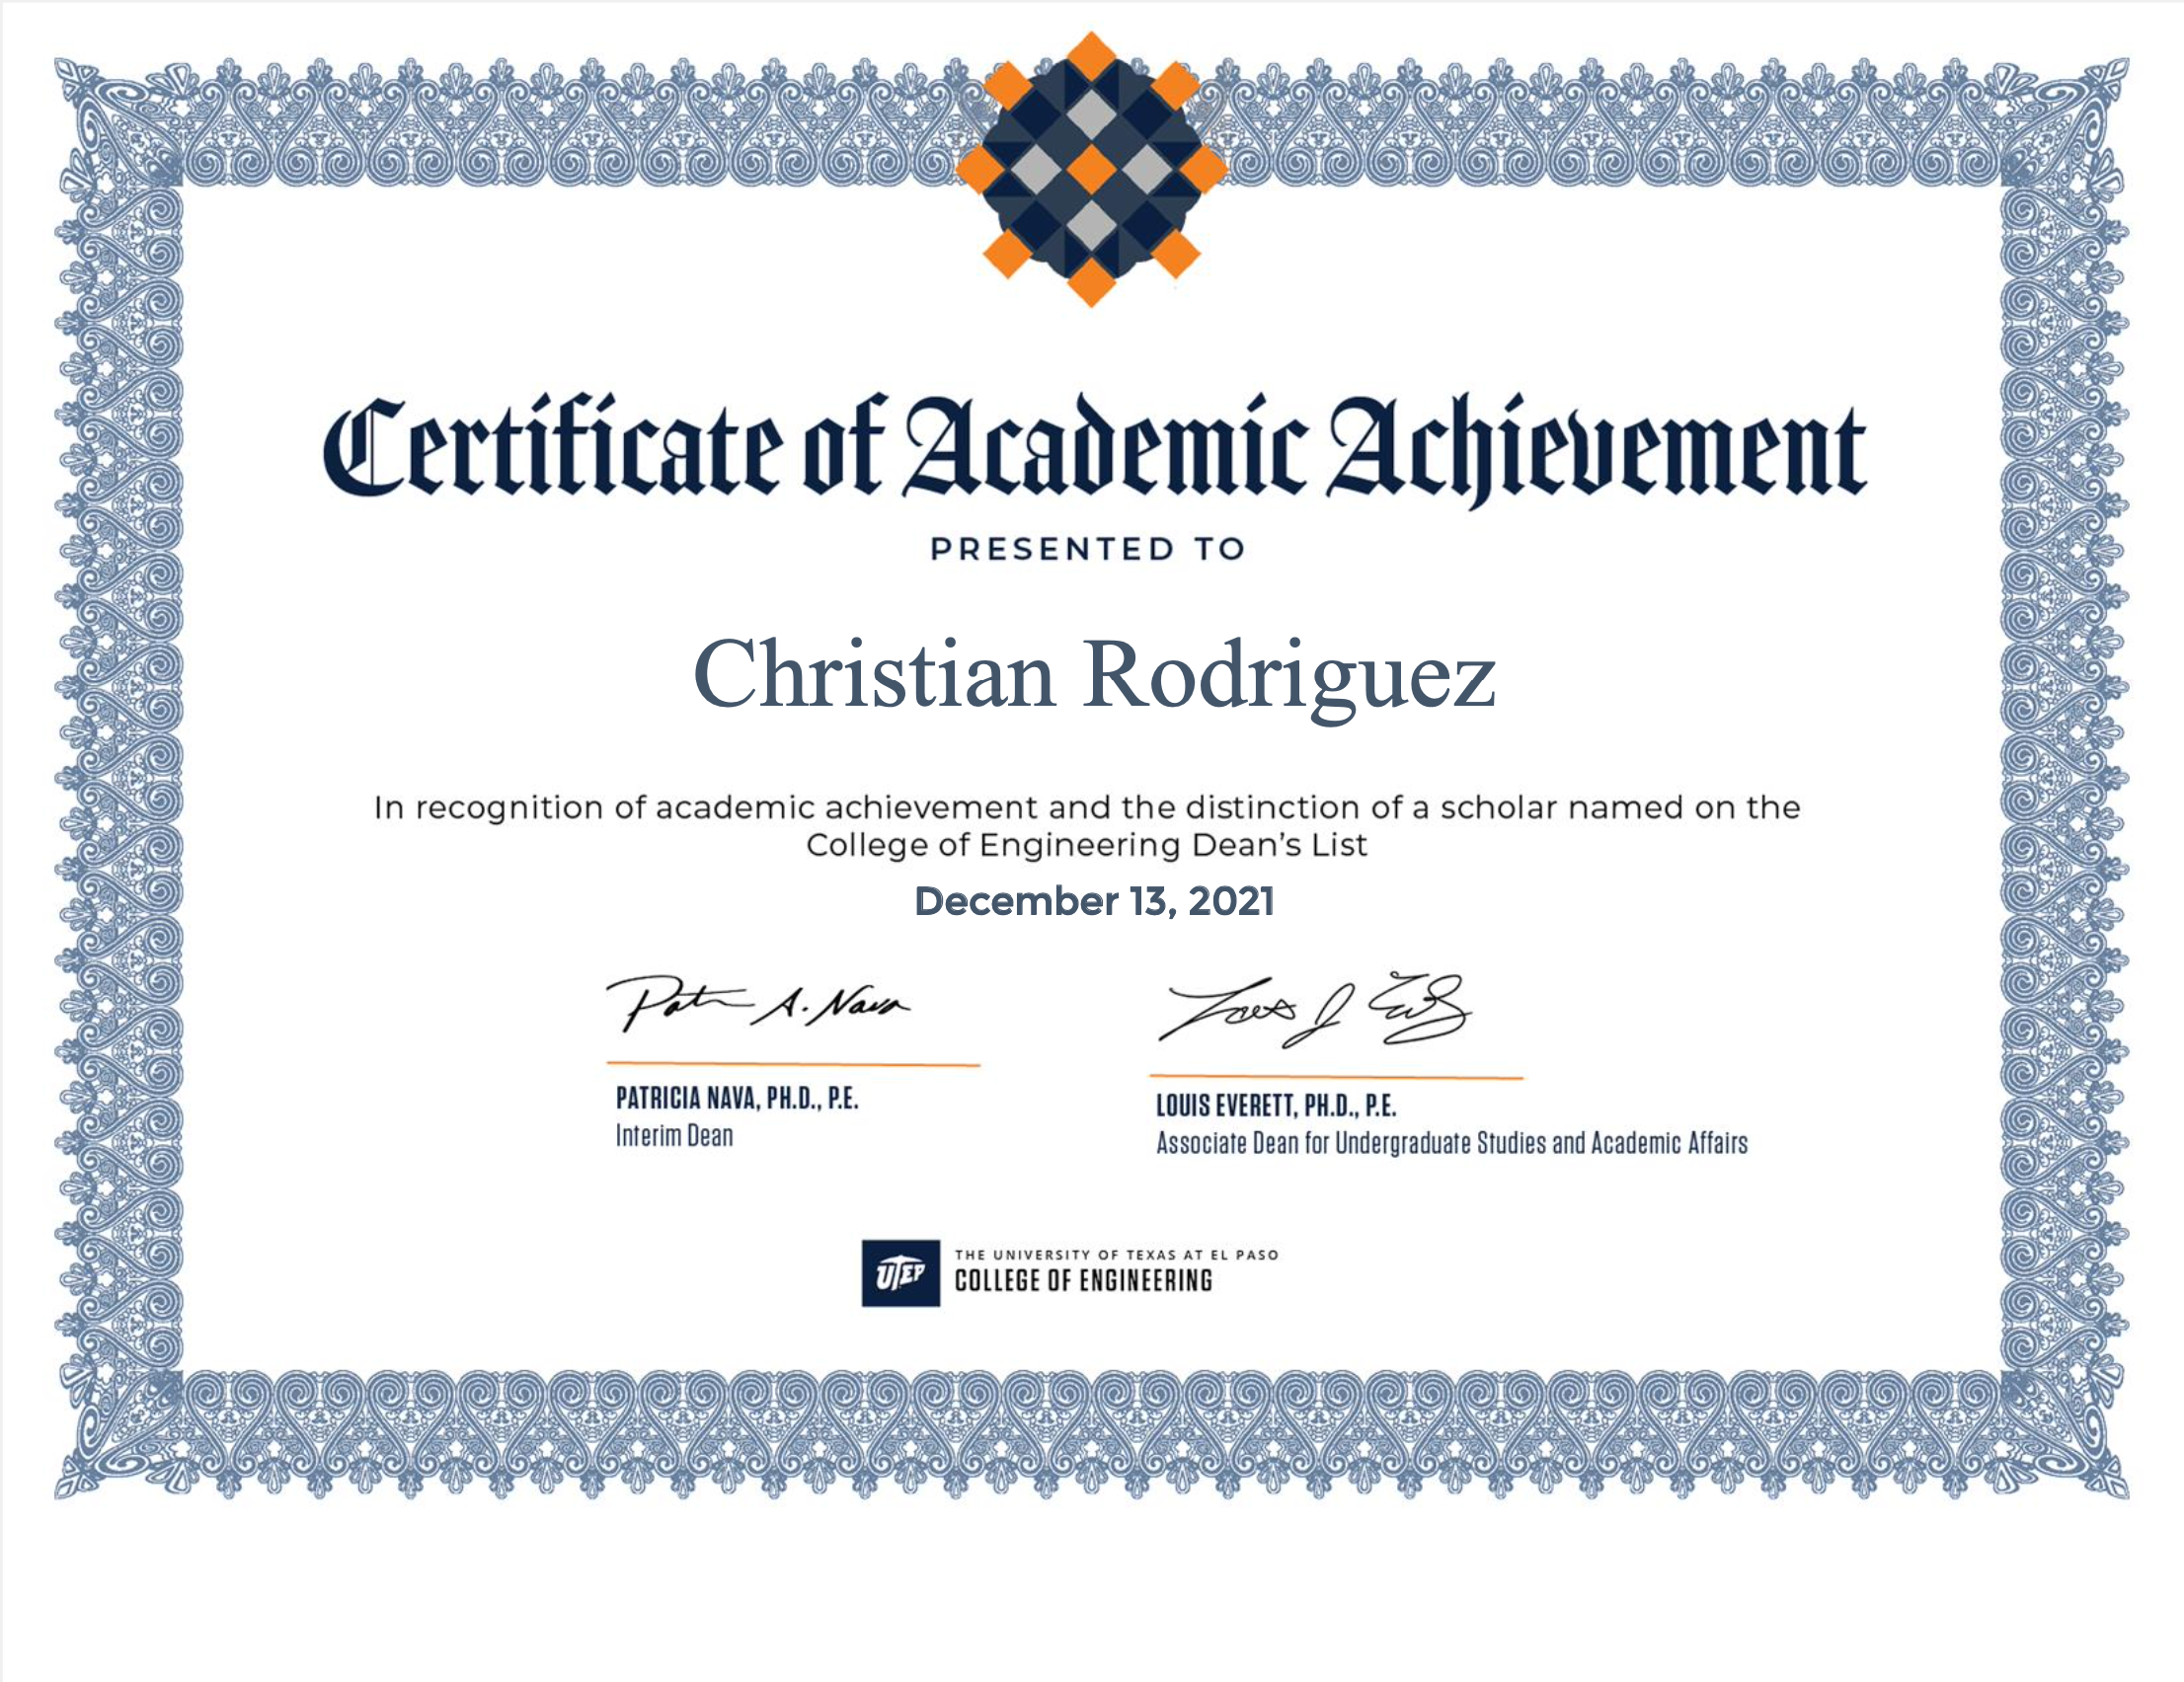 Certificate of Academic Achievement
PRESENTED TO
Christian Rodriguez
In recognition of academic achievement and the distinction of a scholar named on the
College of Engineering Dean's List
December 13, 2021
Patr A. Nava
PATRICIA NAVA, PH.D., P.E.
Interim Dean
LOUIS EVERETT, PH.D., P.E.
Associate Dean for Undergraduate Studies and Academic Affairs
UTEP
THE UNIVERSITY OF TEXAS AT EL PASO
COLLEGE OF ENGINEERING